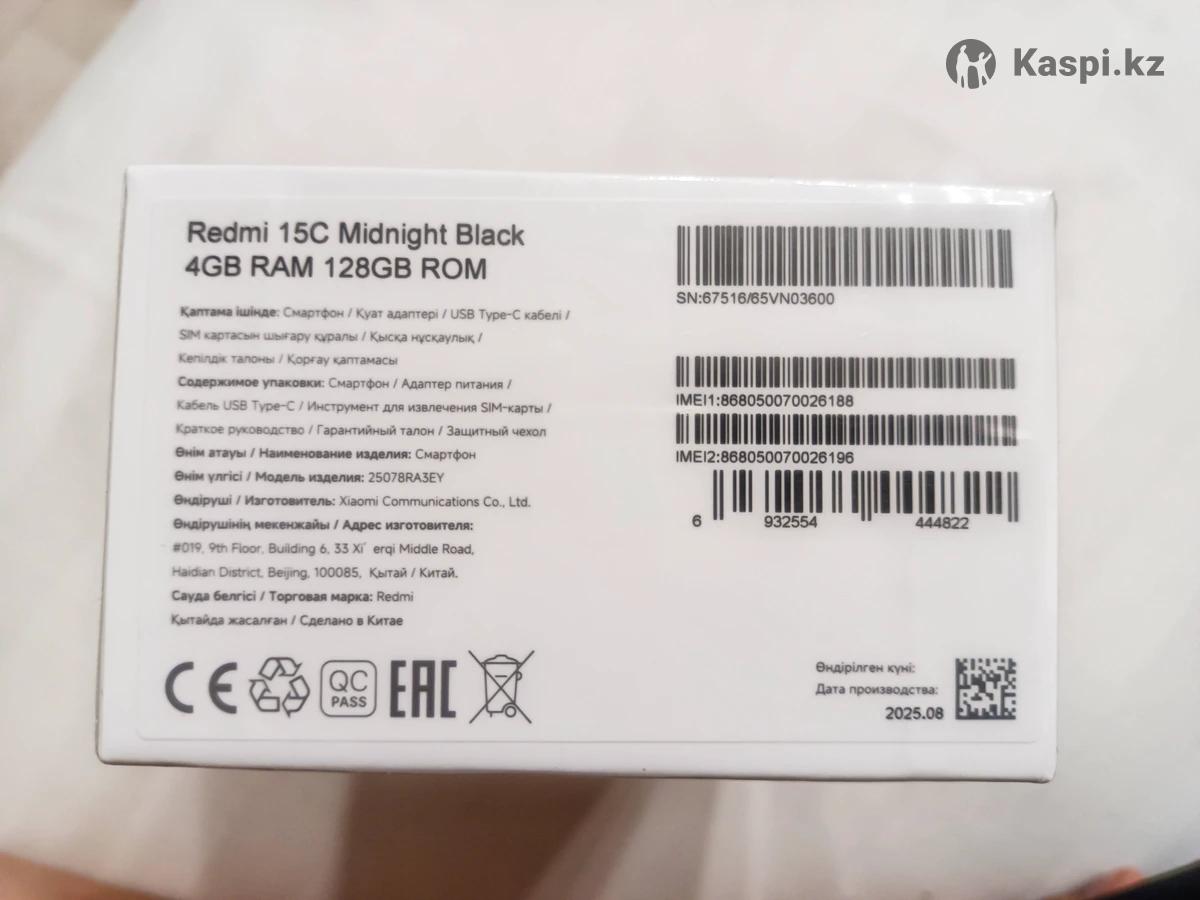 Kaspi.kz
Redmi 15C Midnight Black
4GB RAM 128GB ROM
Қаптама ішінде: Смартфон / Қуат адаптері / USB Type-C кабелі /
SIM картасын шығару құралы / Қысқа нұсқаулық /
Кепілдік талоны / Қорғау қаптамасы
Содержимое упаковки: Смартфон / Адаптер питания /
Кабель USB Type-C / Инструмент для извлечения SIM-карты /
Краткое руководство / Гарантийный талон / Защитный чехол
Өнім атауы / Наименование изделия: Смартфон
Өнім үлгісі / Модель изделия: 25078RA3EY
Өндіруші / Изготовитель: Xiaomi Communications Co., Ltd.
Өндірушінің мекенжайы / Адрес изготовителя:
#019, 9th Floor, Building 6, 33 Xi´ erqi Middle Road,
Haidian District, Beijing, 100085, Қытай / Китай.
Сауда белгісі / Торговая марка: Redmi
Қытайда жасалған / Сделано в Китае
CE
QC
PASS
EAC
SN:67516/65VN03600
IMEI1:868050070026188
IMEI2:868050070026196
6 932554 444822
Өндірілген күні:
Дата производства:
2025.08